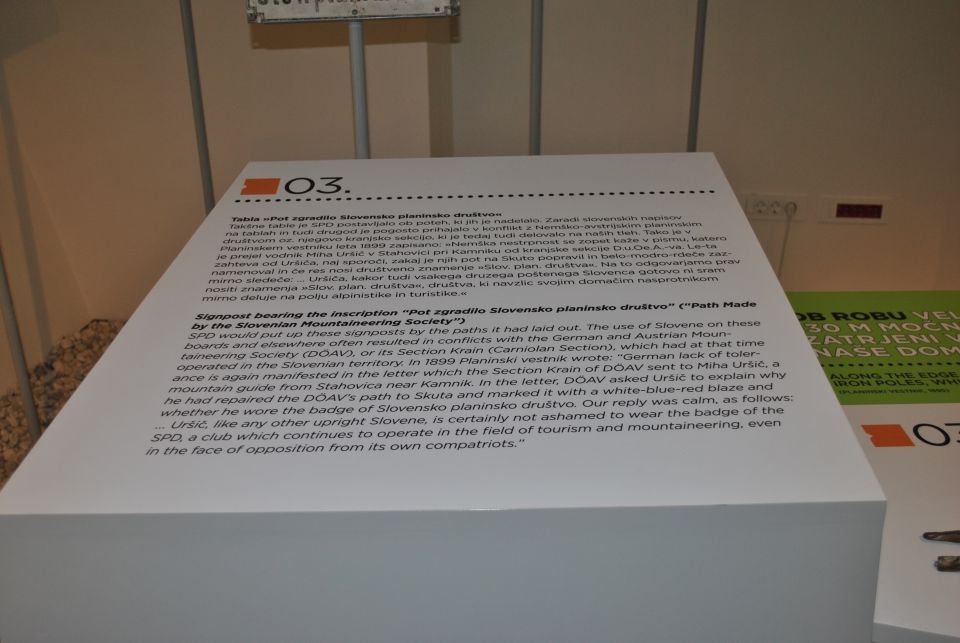 03.
Tabla »Pot zgradilo Slovensko planinsko društvo«
Takšne table je SPD postavljalo ob poteh, ki jih je nadelalo. Zaradi slovenskih napisov
na tablah in tudi drugod je pogosto prihajalo v konflikt z Nemško-avstrijskim planinskim
društvom oz. njegovo kranjsko sekcijo, ki je tedaj tudi delovalo na naših tleh. Tako je v
Planinskem vestniku leta 1899 zapisano: »Nemška nestrpnost se zopet kaže v pismu, katero
je prejel vodnik Miha Uršič v Stahovici pri Kamniku od kranjske sekcije D.u.Oe.A.-va. Le-ta
zahteva od Uršiča, naj sporoči, zakaj je njih pot na Skuto popravil in belo-modro-rdeče zaz-
namenoval in če res nosi društveno znamenje »Slov. plan. društva«. Na to odgovarjamo prav
mirno sledeče: ... Uršiča, kakor tudi vsakega druzega poštenega Slovenca gotovo ni sram
nositi znamenja »Slov. plan. društva«, društva, ki navzlic svojim domačim nasprotnikom
mirno deluje na polju alpinistike in turistike.«
Signpost bearing the inscription "Pot zgradilo Slovensko planinsko društvo" ("Path Made
by the Slovenian Mountaineering Society")
SPD would put up these signposts by the paths it had laid out. The use of Slovene on these
boards and elsewhere often resulted in conflicts with the German and Austrian Moun-
taineering Society (DÖAV), or its Section Krain (Carniolan Section), which had at that time
operated in the Slovenian territory. In 1899 Planinski vestnik wrote: "German lack of toler-
ance is again manifested in the letter which the Section Krain of DÖAV sent to Miha Uršič, a
mountain guide from Stahovica near Kamnik. In the letter, DÖAV asked Uršič to explain why
he had repaired the DÖAV's path to Skuta and marked it with a white-blue-red blaze and
whether he wore the badge of Slovensko planinsko društvo. Our reply was calm, as follows:
... Uršič, like any other upright Slovene, is certainly not ashamed to wear the badge of the
SPD, a club which continues to operate in the field of tourism and mountaineering, even
in the face of opposition from its own compatriots."
OB ROBU VEL
30 M MOČN
ZATRJENI V
NAŠE DOM
ALONG THE EDGE
IRON POLES, WH
(PLANINSKI VESTNIK, 1895)
03